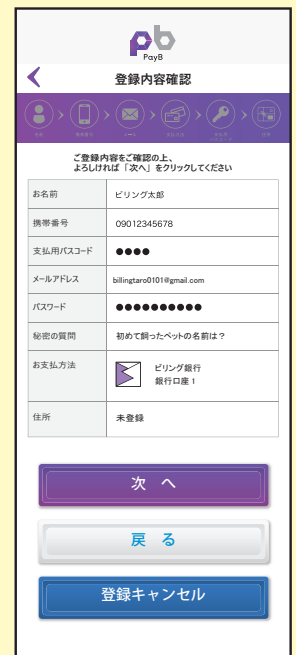 pb
PayB
登録内容確認
ご登録内容をご確認の上、
よろしければ「次へ」をクリックしてください
お名前 ビリング太郎
携帯番号 09012345678
支払用パスコード ●●●●
メールアドレス billingtaro0101@gmail.com
パスワード ●●●●●●●●●●
秘密の質問 初めて飼ったペットの名前は？
お支払方法 ビリング銀行
銀行口座 1
住所 未登録
次 へ
戻 る
登録キャンセル